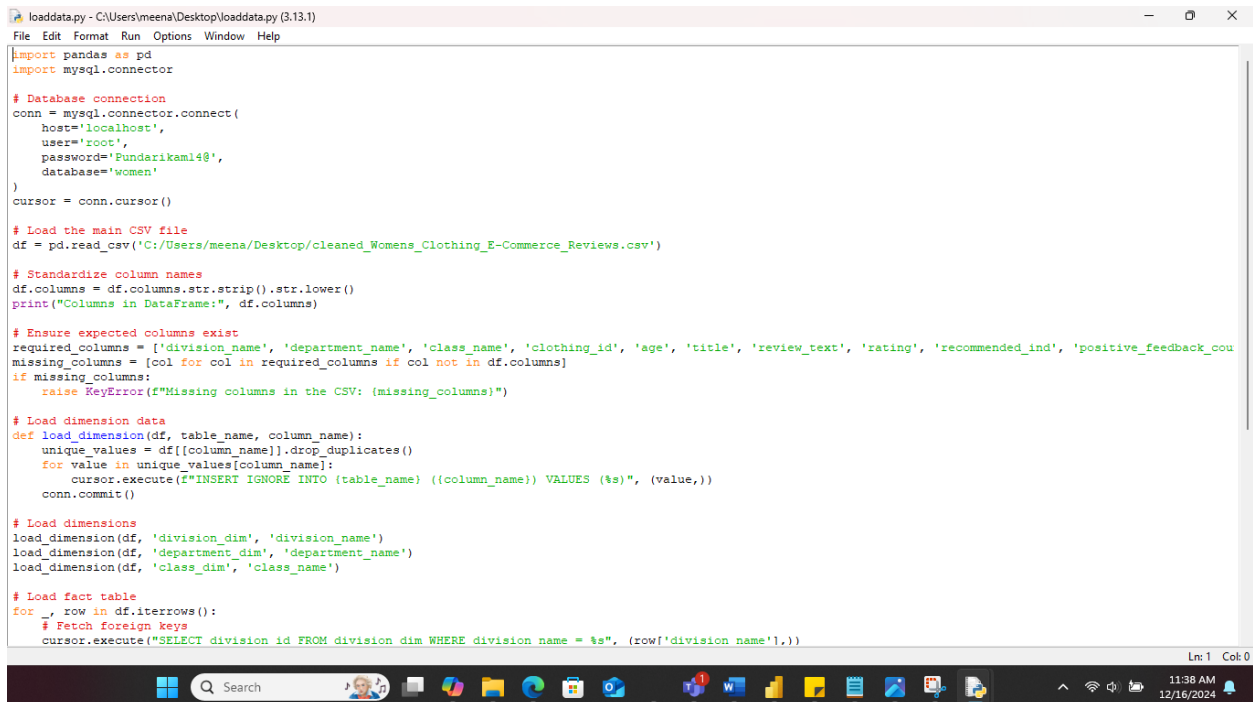 loaddata.py - C:\Users\meena\Desktop\loaddata.py (3.13.1)
File Edit Format Run Options Window Help
import pandas as pd
import mysql.connector
# Database connection
conn = mysql.connector.connect(
    host='localhost',
    user='root',
    password='Pundarikam14@',
    database='women'
)
cursor = conn.cursor()
# Load the main CSV file
df = pd.read_csv('C:/Users/meena/Desktop/cleaned_Womens_Clothing_E-Commerce_Reviews.csv')
# Standardize column names
df.columns = df.columns.str.strip().str.lower()
print("Columns in DataFrame:", df.columns)
# Ensure expected columns exist
required_columns = ['division_name', 'department_name', 'class_name', 'clothing_id', 'age', 'title', 'review_text', 'rating', 'recommended_ind', 'positive_feedback_cou
missing_columns = [col for col in required_columns if col not in df.columns]
if missing_columns:
    raise KeyError(f"Missing columns in the CSV: {missing_columns}")
# Load dimension data
def load_dimension(df, table_name, column_name):
    unique_values = df[[column_name]].drop_duplicates()
    for value in unique_values[column_name]:
        cursor.execute(f"INSERT IGNORE INTO {table_name} ({column_name}) VALUES (%s)", (value,))
    conn.commit()
# Load dimensions
load_dimension(df, 'division_dim', 'division_name')
load_dimension(df, 'department_dim', 'department_name')
load_dimension(df, 'class_dim', 'class_name')
# Load fact table
for _, row in df.iterrows():
    # Fetch foreign keys
    cursor.execute("SELECT division_id FROM division_dim WHERE division_name = %s", (row['division_name'],))
Ln: 1 Col: 0
Search
1
11:38 AM
12/16/2024